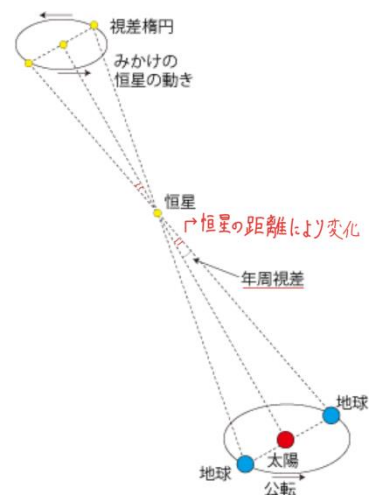 視差楕円
みかけの
恒星の動き
恒星
恒星の距離により変化
年周視差
地球
太陽
地球
公転